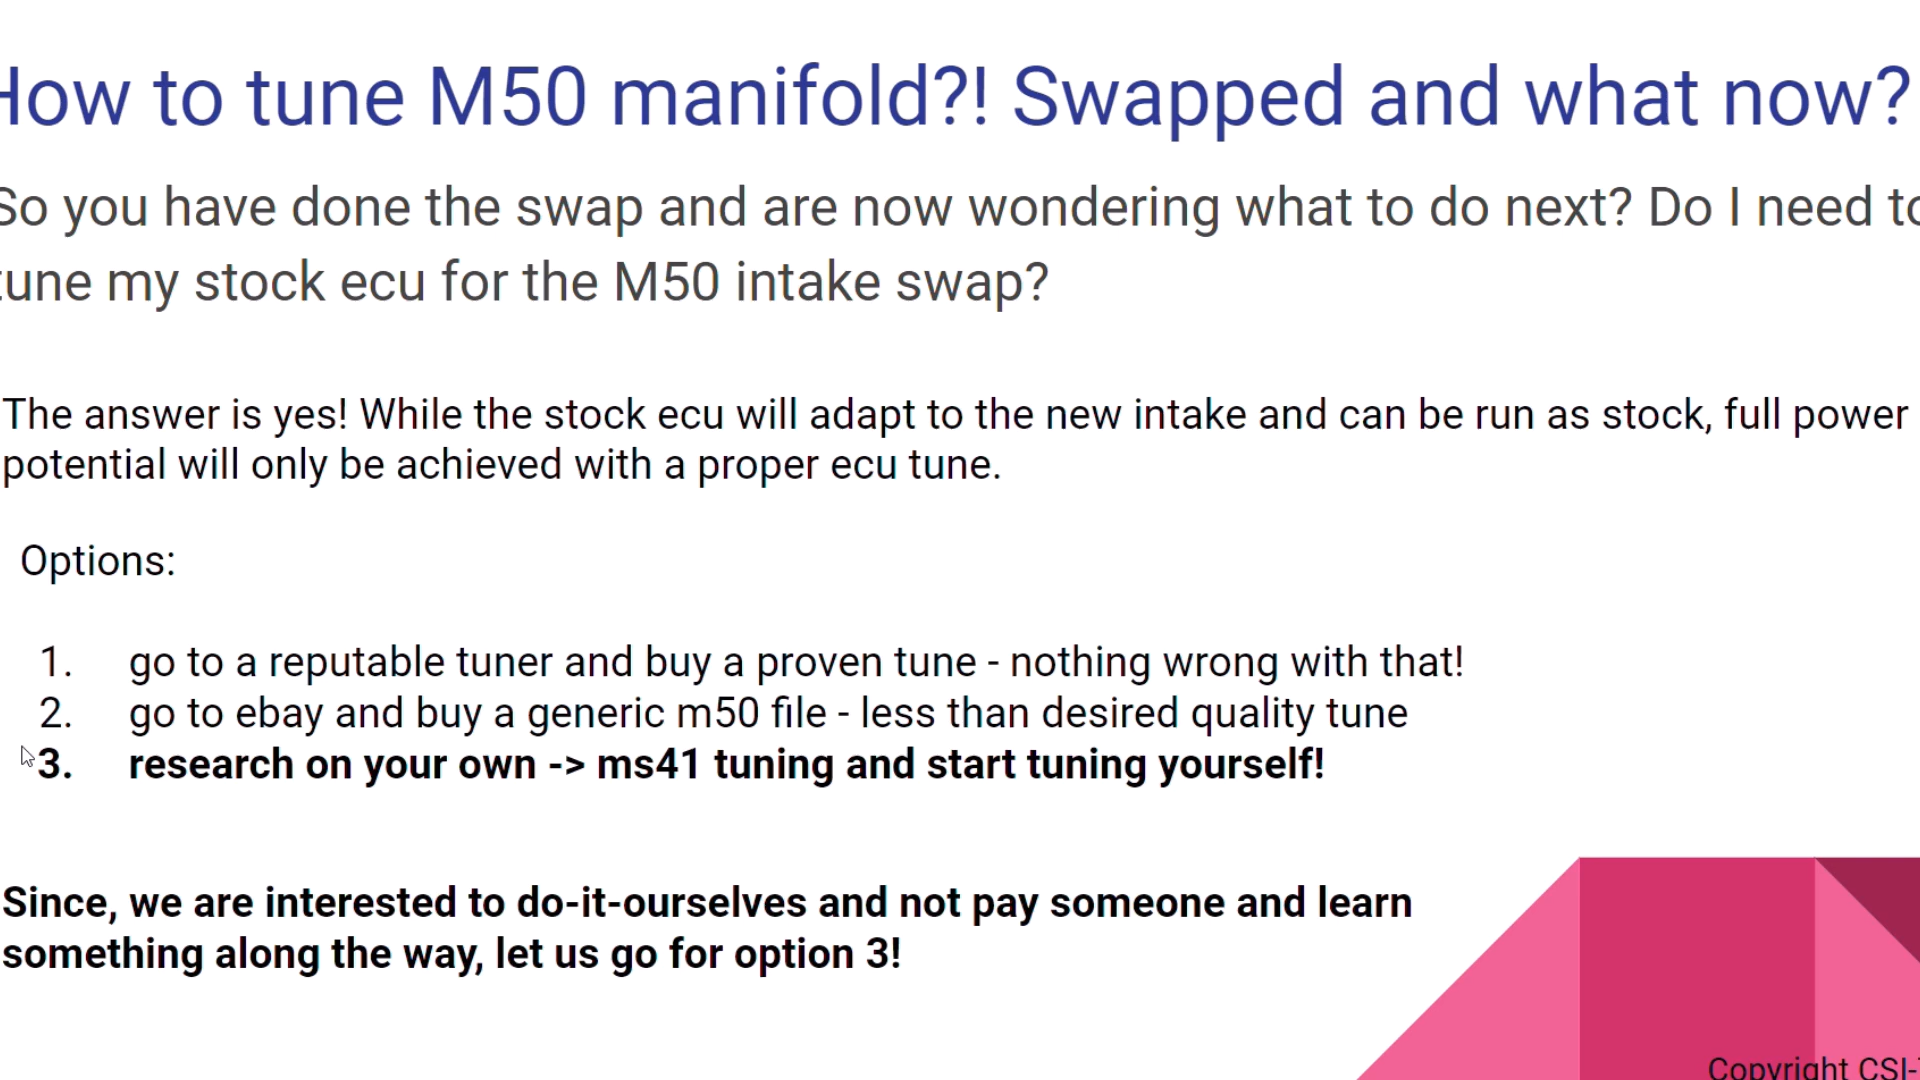 How to tune M50 manifold?! Swapped and what now?
So you have done the swap and are now wondering what to do next? Do I need to
tune my stock ecu for the M50 intake swap?
The answer is yes! While the stock ecu will adapt to the new intake and can be run as stock, full power
potential will only be achieved with a proper ecu tune.
Options:
1. go to a reputable tuner and buy a proven tune - nothing wrong with that!
2. go to ebay and buy a generic m50 file - less than desired quality tune
3. research on your own -> ms41 tuning and start tuning yourself!
Since, we are interested to do-it-ourselves and not pay someone and learn
something along the way, let us go for option 3!
Copyright CSI-